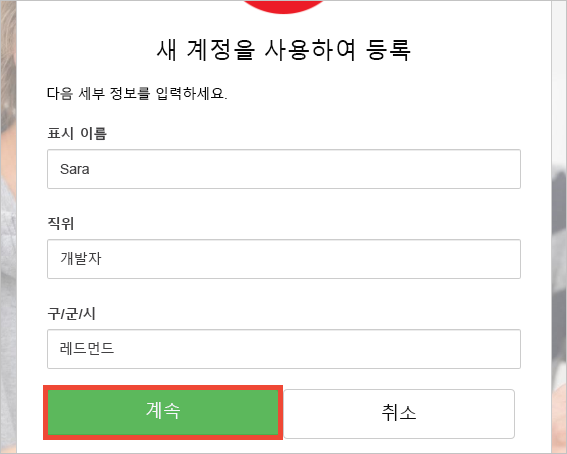 새 계정을 사용하여 등록
다음 세부 정보를 입력하세요.
표시 이름
Sara
직위
개발자
구/군/시
레드먼드
계속 취소